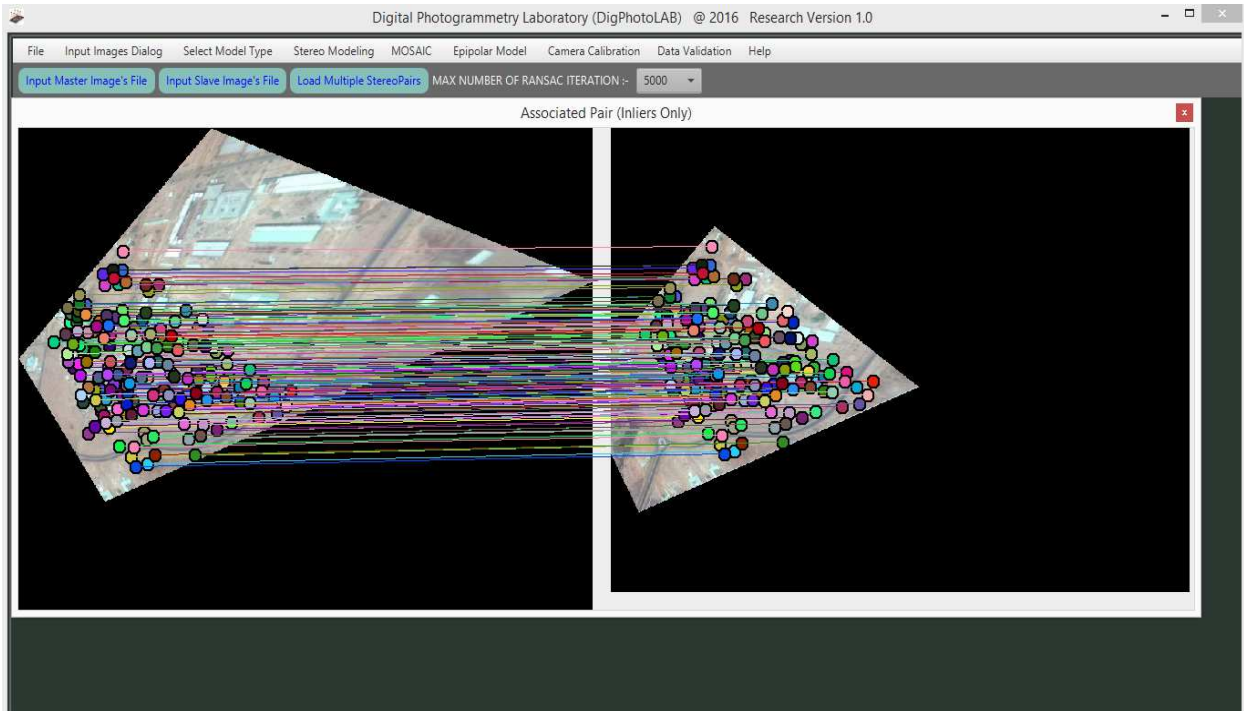 Digital Photogrammetry Laboratory (DigPhotoLAB) @ 2016 Research Version 1.0
File Input Images Dialog Select Model Type Stereo Modeling MOSAIC Epipolar Model Camera Calibration Data Validation Help
Input Master Image's File Input Slave Image's File Load Multiple StereoPairs MAX NUMBER OF RANSAC ITERATION :- 5000
Associated Pair (Inliers Only)